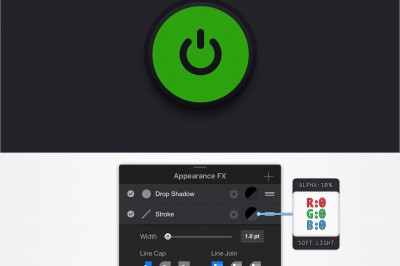 Appearance FX
Drop Shadow
Stroke
Width
1.0 pt
Line Cap
Line Join
ALPHA:10%
R:0
G:0
B:0
SOFT LIGHT